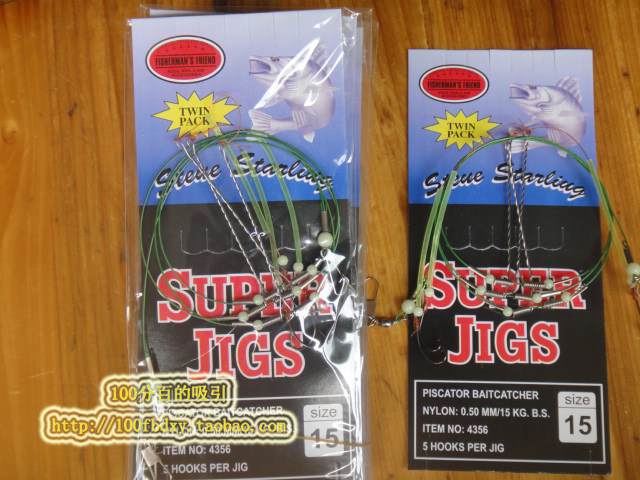 FISHERMAN'S FRIEND
TWIN
PACK
Steve Starling
SUPER
JIGS
PISCATOR BAITCATCHER
ITEM NO: 4356
5 HOOKS PER JIG
size
15
FISHERMAN'S FRIEND
TWIN
PACK
Steve Starling
SUPER
JIGS
PISCATOR BAITCATCHER
NYLON: 0.50 MM/15 KG. B.S.
ITEM NO: 4356
5 HOOKS PER JIG
size
15
100分百的吸引
http://100fbdxy.taobao.com